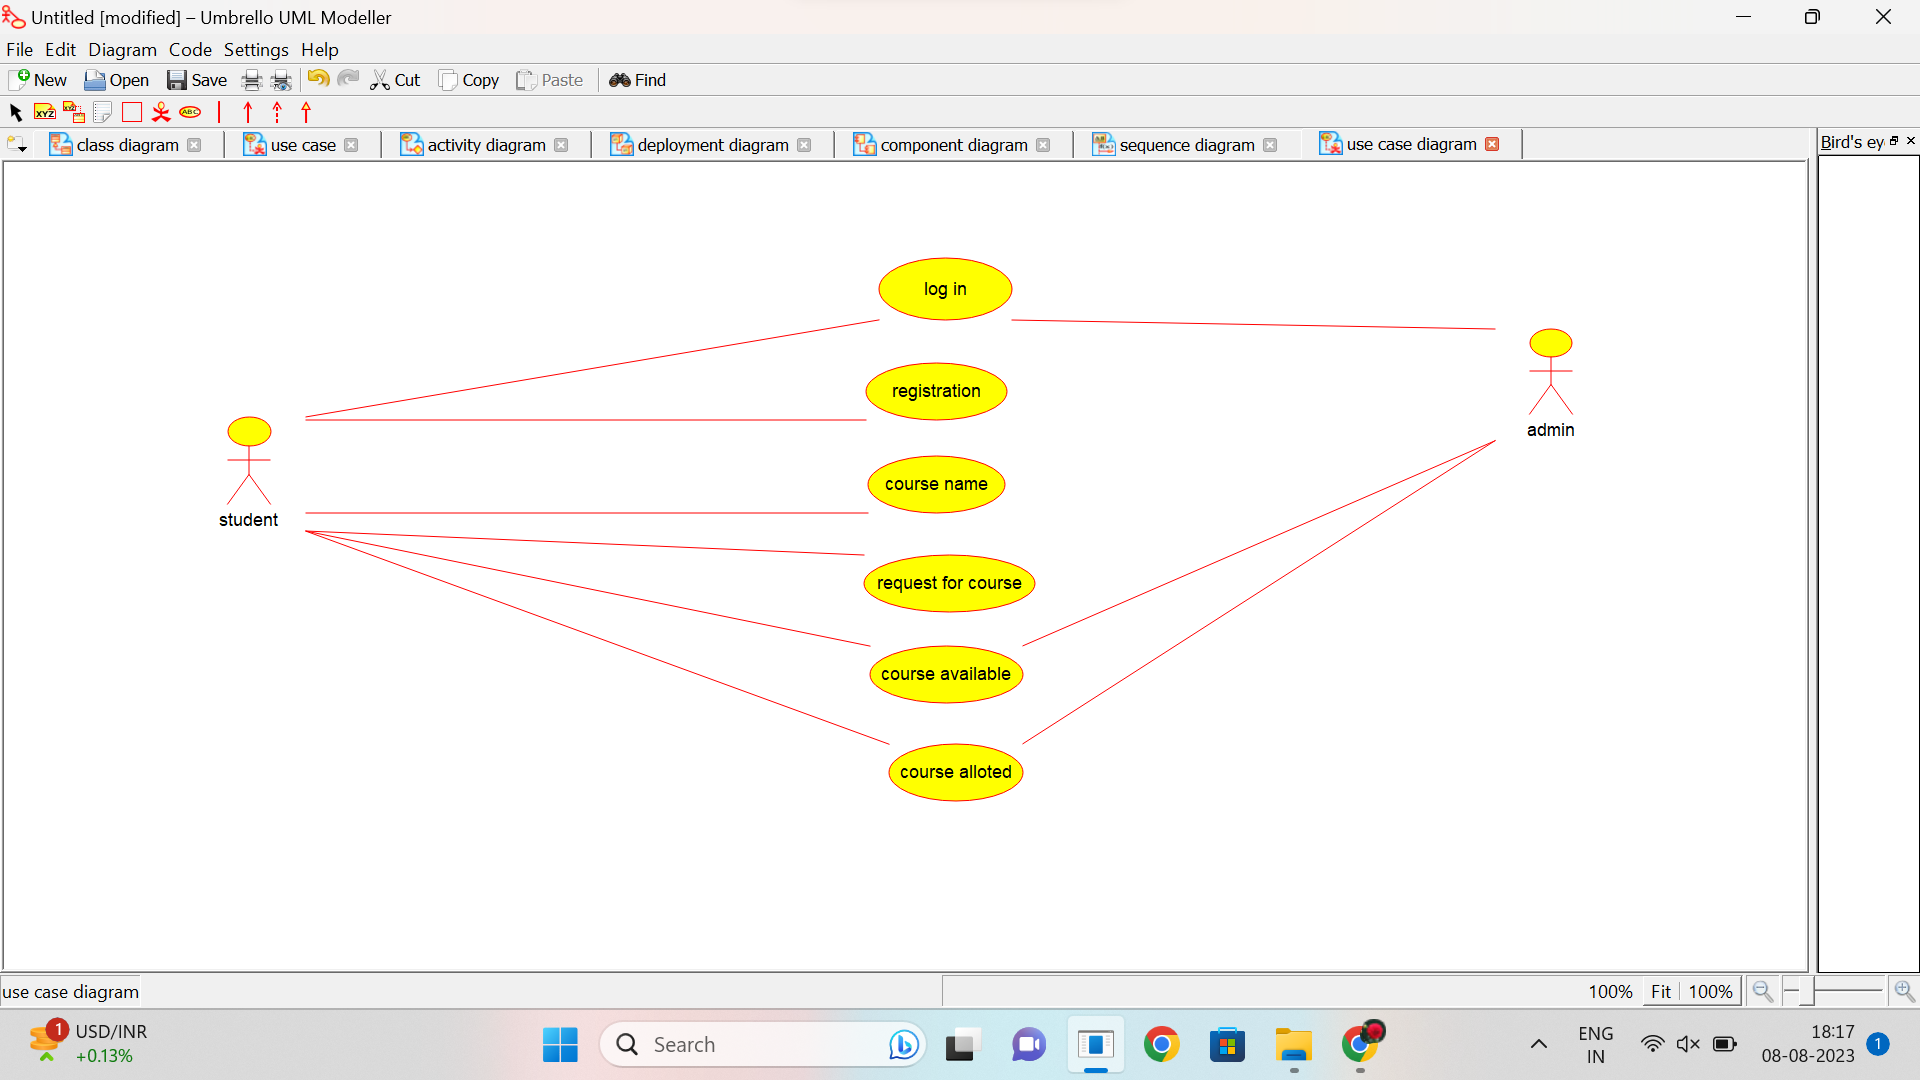 Untitled [modified] – Umbrello UML Modeller
File Edit Diagram Code Settings Help
New Open Save Cut Copy Paste Find
XYZ XYZ ABC
class diagram use case activity diagram deployment diagram component diagram sequence diagram use case diagram
Bird's ey
log in
registration
admin
course name
student
request for course
course available
course alloted
use case diagram
100% Fit 100%
1 USD/INR
+0.13%
Search
ENG
IN
18:17
08-08-2023
1